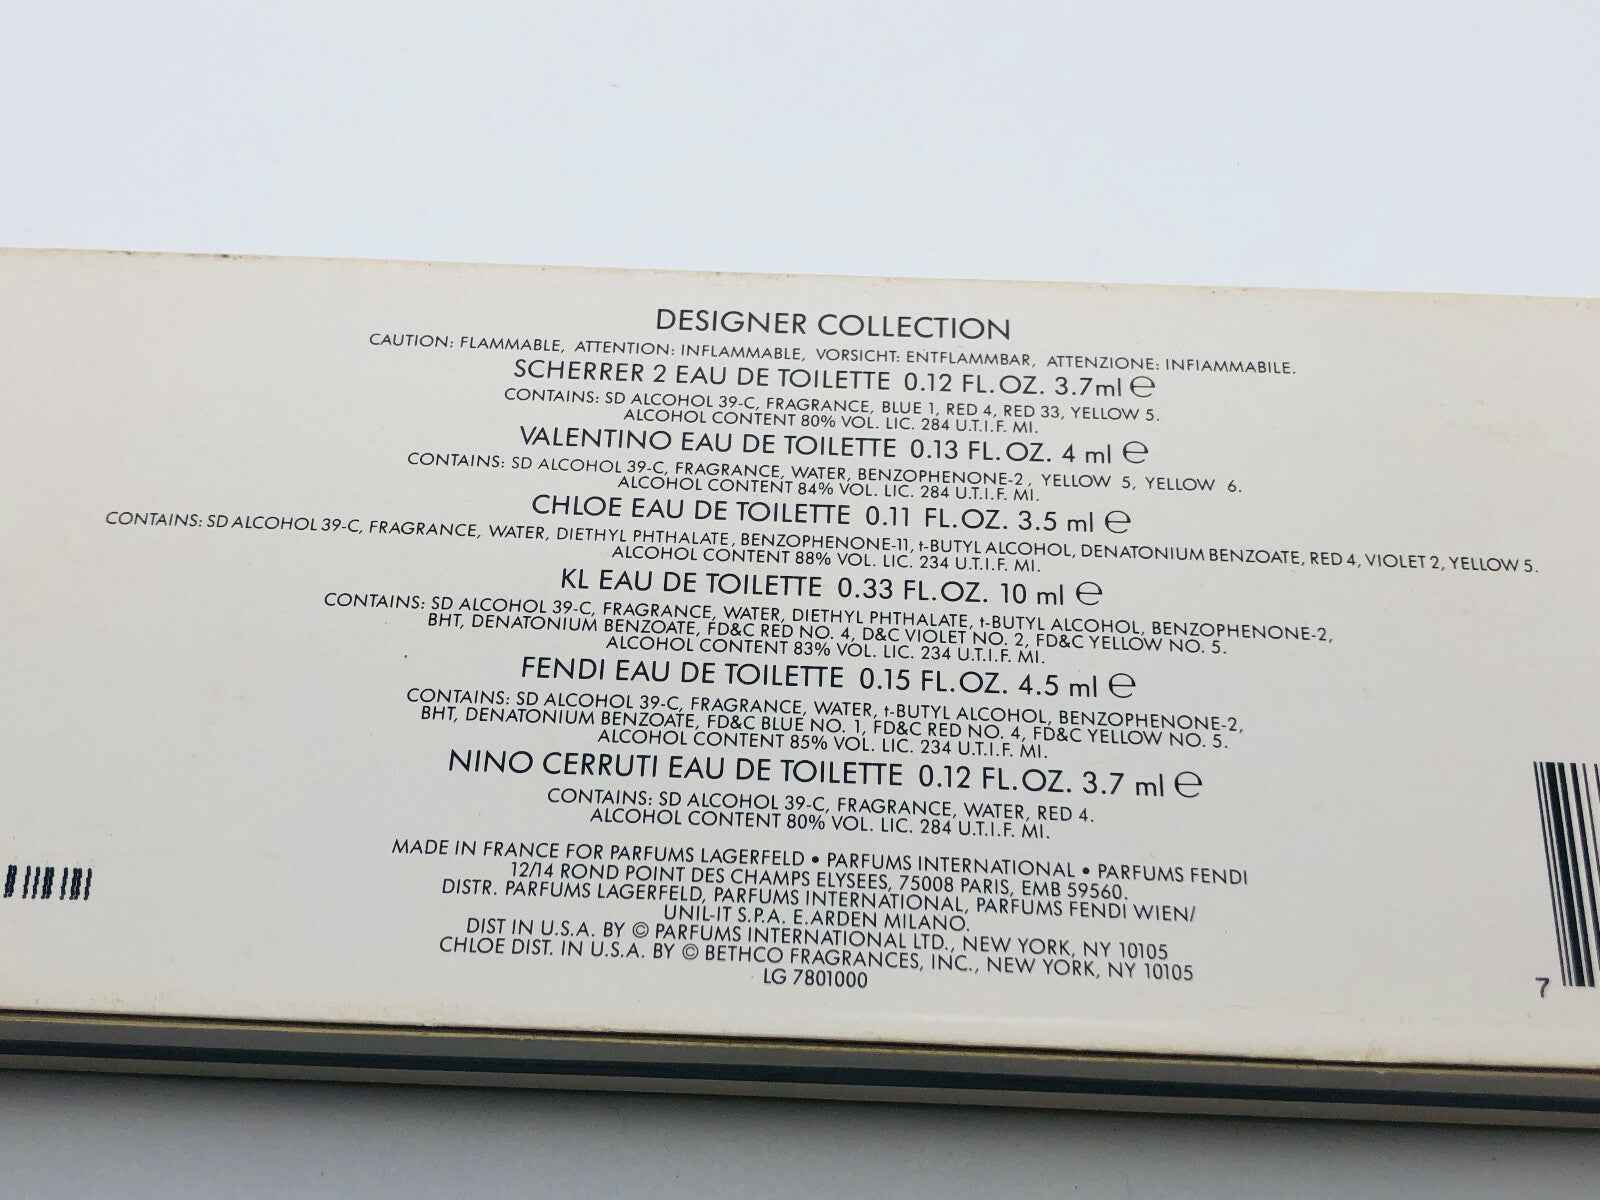 DESIGNER COLLECTION
CAUTION: FLAMMABLE, ATTENTION: INFLAMMABLE, VORSICHT: ENTFLAMMBAR, ATTENZIONE: INFIAMMABILE.
SCHERRER 2 EAU DE TOILETTE 0.12 FL.OZ. 3.7ml ℮
CONTAINS: SD ALCOHOL 39-C, FRAGRANCE, BLUE 1, RED 4, RED 33, YELLOW 5.
ALCOHOL CONTENT 80% VOL. LIC. 284 U.T.I.F. MI.
VALENTINO EAU DE TOILETTE 0.13 FL.OZ. 4 ml ℮
CONTAINS: SD ALCOHOL 39-C, FRAGRANCE, WATER, BENZOPHENONE-2, YELLOW 5, YELLOW 6.
ALCOHOL CONTENT 84% VOL. LIC. 284 U.T.I.F. MI.
CHLOE EAU DE TOILETTE 0.11 FL.OZ. 3.5 ml ℮
CONTAINS: SD ALCOHOL 39-C, FRAGRANCE, WATER, DIETHYL PHTHALATE, BENZOPHENONE-11, t-BUTYL ALCOHOL, DENATONIUM BENZOATE, RED 4, VIOLET 2, YELLOW 5.
ALCOHOL CONTENT 88% VOL. LIC. 234 U.T.I.F. MI.
KL EAU DE TOILETTE 0.33 FL.OZ. 10 ml ℮
CONTAINS: SD ALCOHOL 39-C, FRAGRANCE, WATER, DIETHYL PHTHALATE, t-BUTYL ALCOHOL, BENZOPHENONE-2,
BHT, DENATONIUM BENZOATE, FD&C RED NO. 4, D&C VIOLET NO. 2, FD&C YELLOW NO. 5.
ALCOHOL CONTENT 83% VOL. LIC. 234 U.T.I.F. MI.
FENDI EAU DE TOILETTE 0.15 FL.OZ. 4.5 ml ℮
CONTAINS: SD ALCOHOL 39-C, FRAGRANCE, WATER, t-BUTYL ALCOHOL, BENZOPHENONE-2,
BHT, DENATONIUM BENZOATE, FD&C BLUE NO. 1, FD&C RED NO. 4, FD&C YELLOW NO. 5.
ALCOHOL CONTENT 85% VOL. LIC. 234 U.T.I.F. MI.
NINO CERRUTI EAU DE TOILETTE 0.12 FL.OZ. 3.7 ml ℮
CONTAINS: SD ALCOHOL 39-C, FRAGRANCE, WATER, RED 4.
ALCOHOL CONTENT 80% VOL. LIC. 284 U.T.I.F. MI.
MADE IN FRANCE FOR PARFUMS LAGERFELD • PARFUMS INTERNATIONAL • PARFUMS FENDI
12/14 ROND POINT DES CHAMPS ELYSEES, 75008 PARIS, EMB 59560.
DISTR. PARFUMS LAGERFELD, PARFUMS INTERNATIONAL, PARFUMS FENDI WIEN/
UNIL-IT S.P.A. E.ARDEN MILANO.
DIST IN U.S.A. BY © PARFUMS INTERNATIONAL LTD., NEW YORK, NY 10105
CHLOE DIST. IN U.S.A. BY © BETHCO FRAGRANCES, INC., NEW YORK, NY 10105
LG 7801000
7